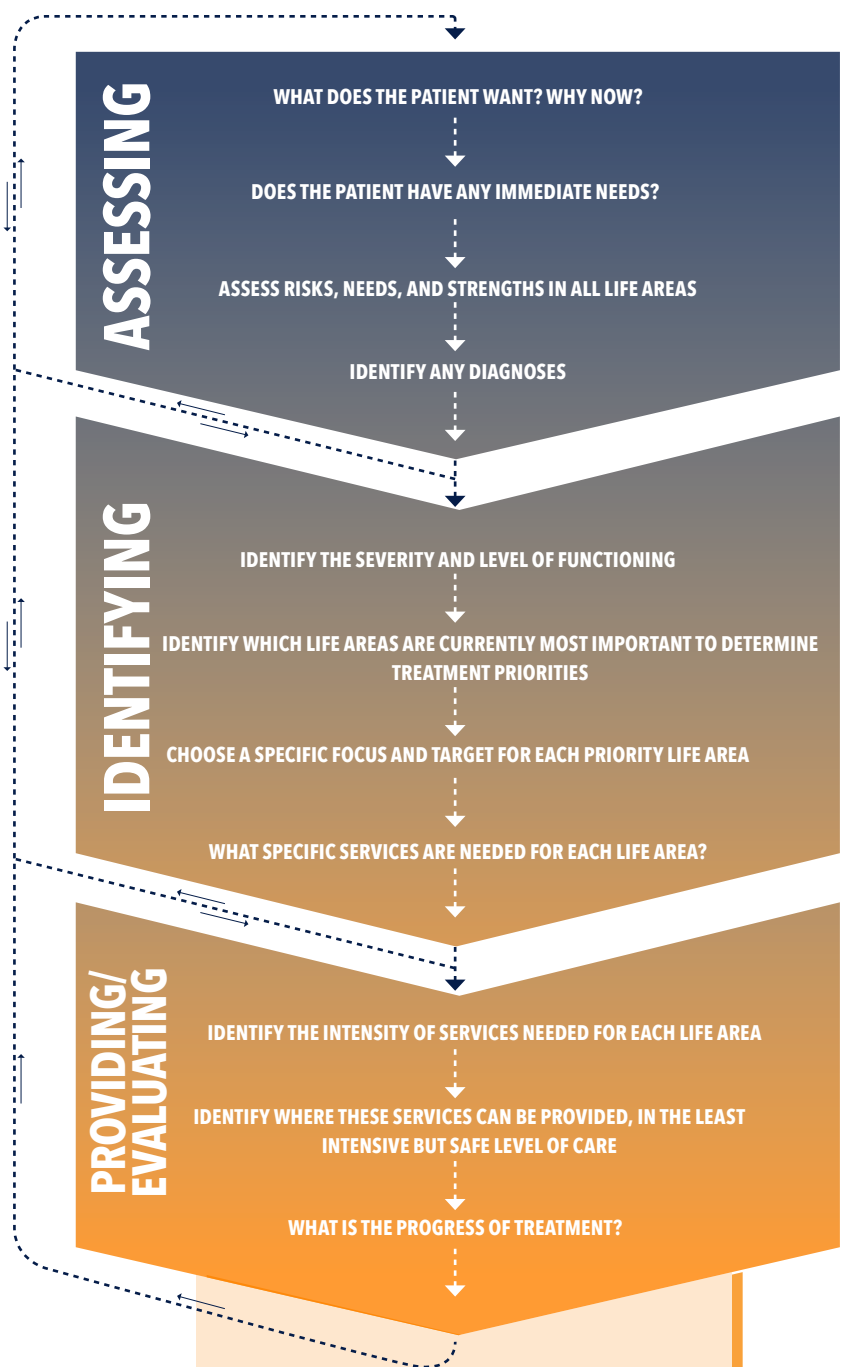 ASSESSING
WHAT DOES THE PATIENT WANT? WHY NOW?
DOES THE PATIENT HAVE ANY IMMEDIATE NEEDS?
ASSESS RISKS, NEEDS, AND STRENGTHS IN ALL LIFE AREAS
IDENTIFY ANY DIAGNOSES
IDENTIFYING
IDENTIFY THE SEVERITY AND LEVEL OF FUNCTIONING
IDENTIFY WHICH LIFE AREAS ARE CURRENTLY MOST IMPORTANT TO DETERMINE
TREATMENT PRIORITIES
CHOOSE A SPECIFIC FOCUS AND TARGET FOR EACH PRIORITY LIFE AREA
WHAT SPECIFIC SERVICES ARE NEEDED FOR EACH LIFE AREA?
PROVIDING/
EVALUATING
IDENTIFY THE INTENSITY OF SERVICES NEEDED FOR EACH LIFE AREA
IDENTIFY WHERE THESE SERVICES CAN BE PROVIDED, IN THE LEAST
INTENSIVE BUT SAFE LEVEL OF CARE
WHAT IS THE PROGRESS OF TREATMENT?